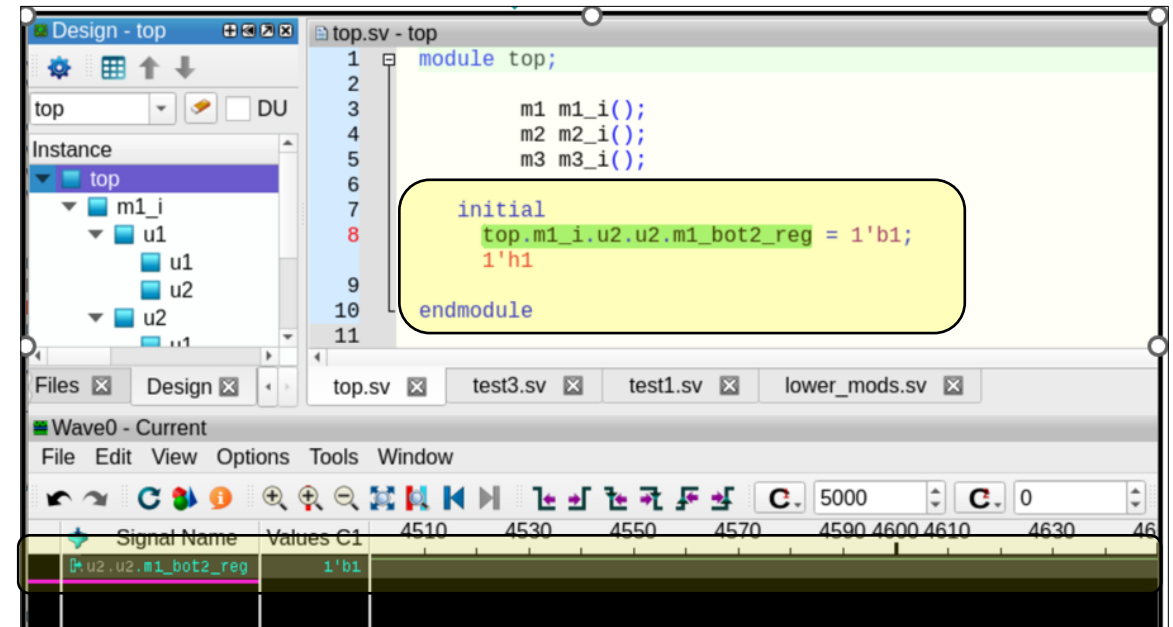 Design - top
top
DU
Instance
top
m1_i
u1
u1
u2
u2
u1
Files
Design
top.sv - top
1 module top;
2
3 m1 m1_i();
4 m2 m2_i();
5 m3 m3_i();
6
7 initial
8 top.m1_i.u2.u2.m1_bot2_reg = 1'b1;
1'h1
9
10 endmodule
11
top.sv test3.sv test1.sv lower_mods.sv
Wave0 - Current
File Edit View Options Tools Window
5000 0
Signal Name Values C1 4510 4530 4550 4570 4590 4600 4610 4630 46
.u2.u2.m1_bot2_reg 1'b1